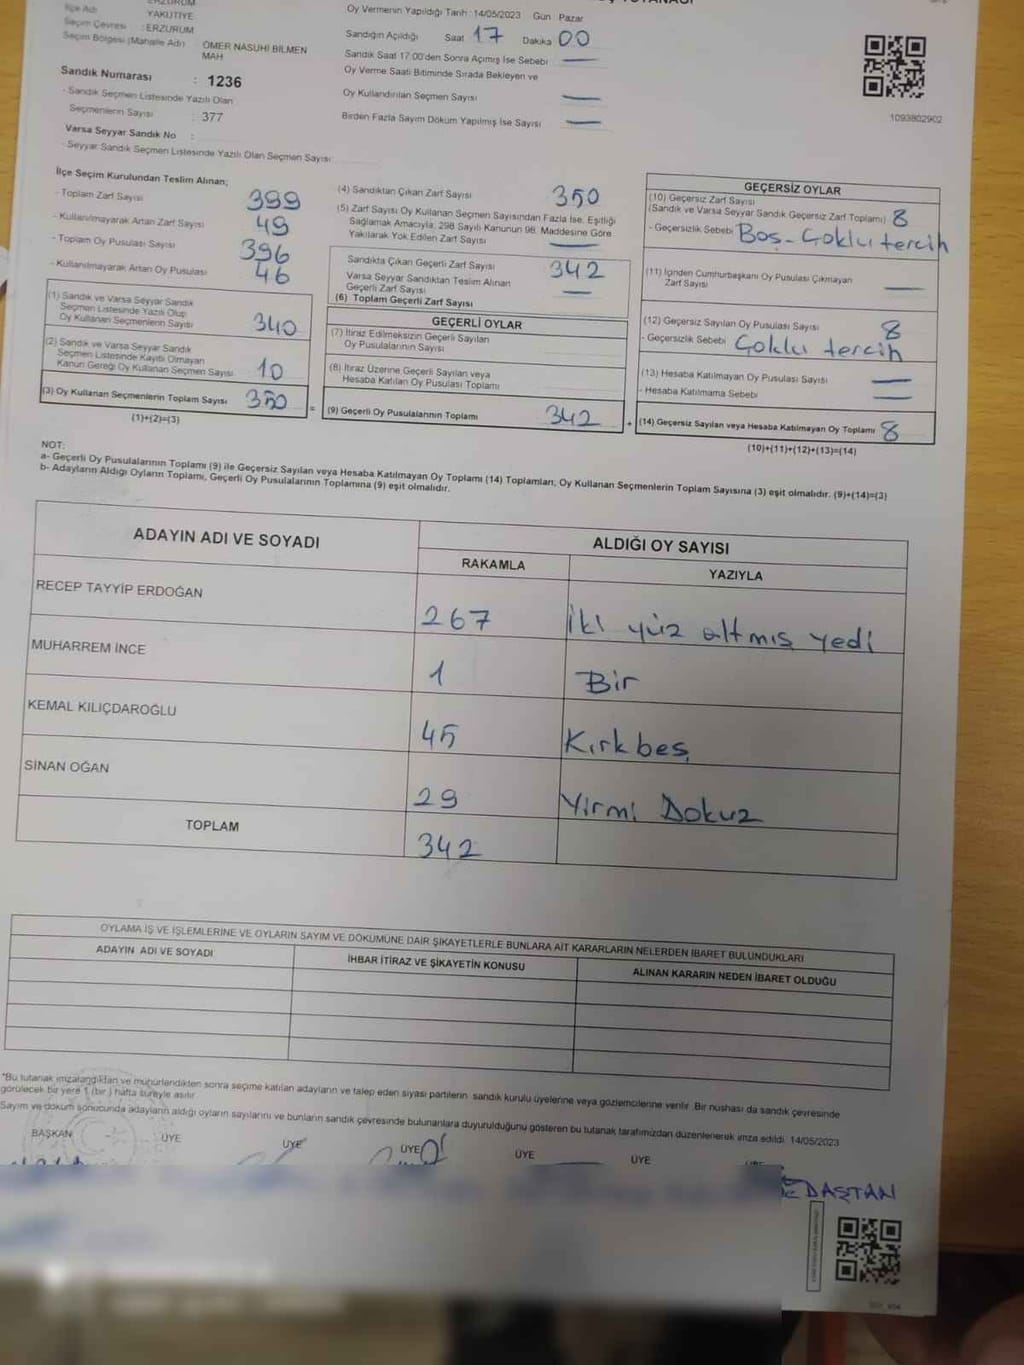 İlçe Adı YAKUTİYE
Seçim Çevresi : ERZURUM
Seçim Bölgesi (Mahalle Adı) ÖMER NASUHİ BİLMEN MAH
Sandık Numarası : 1236
- Sandık Seçmen Listesinde Yazılı Olan
Seçmenlerin Sayısı : 377
Varsa Seyyar Sandık No :
- Seyyar Sandık Seçmen Listesinde Yazılı Olan Seçmen Sayısı:
Oy Vermenin Yapıldığı Tarih : 14/05/2023 Gün Pazar
Sandığın Açıldığı Saat 17 Dakika 00
Sandık Saat 17.00'den Sonra Açımış İse Sebebi —
Oy Verme Saati Bitiminde Sırada Bekleyen ve
Oy Kullandırılan Seçmen Sayısı —
Birden Fazla Sayım Döküm Yapılmış İse Sayısı —
1093802902
İlçe Seçim Kurulundan Teslim Alınan;
- Toplam Zarf Sayısı 399
- Kullanılmayarak Artan Zarf Sayısı 49
- Toplam Oy Pusulası Sayısı 396
- Kullanılmayarak Artan Oy Pusulası 46
(1) Sandık ve Varsa Seyyar Sandık
Seçmen Listesinde Yazılı Olup
Oy Kullanan Seçmenlerin Sayısı 340
(2) Sandık ve Varsa Seyyar Sandık
Seçmen Listesinde Kayıtlı Olmayan
Kanun Gereği Oy Kullanan Seçmen Sayısı 10
(3) Oy Kullanan Seçmenlerin Toplam Sayısı 350
(1)+(2)=(3)
(4) Sandıktan Çıkan Zarf Sayısı 350
(5) Zarf Sayısı Oy Kullanan Seçmen Sayısından Fazla İse, Eşitliği
Sağlamak Amacıyla; 298 Sayılı Kanunun 98. Maddesine Göre
Yakılarak Yok Edilen Zarf Sayısı —
Sandıkta Çıkan Geçerli Zarf Sayısı 342
Varsa Seyyar Sandıktan Teslim Alınan
Geçerli Zarf Sayısı —
(6) Toplam Geçerli Zarf Sayısı
GEÇERLİ OYLAR
(7) İtiraz Edilmeksizin Geçerli Sayılan
Oy Pusulalarının Sayısı
(8) İtiraz Üzerine Geçerli Sayılan veya
Hesaba Katılan Oy Pusulası Toplamı
= (9) Geçerli Oy Pusulalarının Toplamı 342
GEÇERSİZ OYLAR
(10) Geçersiz Zarf Sayısı
(Sandık ve Varsa Seyyar Sandık Geçersiz Zarf Toplamı) 8
- Geçersizlik Sebebi Boş - Çoklu tercih
(11) İçinden Cumhurbaşkanı Oy Pusulası Çıkmayan
Zarf Sayısı —
(12) Geçersiz Sayılan Oy Pusulası Sayısı 8
- Geçersizlik Sebebi Çoklu tercih
(13) Hesaba Katılmayan Oy Pusulası Sayısı —
- Hesaba Katılmama Sebebi —
+ (14) Geçersiz Sayılan veya Hesaba Katılmayan Oy Toplamı 8
(10)+(11)+(12)+(13)=(14)
NOT:
a- Geçerli Oy Pusulalarının Toplamı (9) ile Geçersiz Sayılan veya Hesaba Katılmayan Oy Toplamı (14) Toplamları; Oy Kullanan Seçmenlerin Toplam Sayısına (3) eşit olmalıdır. (9)+(14)=(3)
b- Adayların Aldığı Oyların Toplamı, Geçerli Oy Pusulalarının Toplamına (9) eşit olmalıdır.
ADAYIN ADI VE SOYADI ALDIĞI OY SAYISI
RAKAMLA YAZIYLA
RECEP TAYYİP ERDOĞAN 267 İki yüz altmış yedi
MUHARREM İNCE 1 Bir
KEMAL KILIÇDAROĞLU 45 Kırkbeş
SİNAN OĞAN 29 Yirmi Dokuz
TOPLAM 342
OYLAMA İŞ VE İŞLEMLERİNE VE OYLARIN SAYIM VE DÖKÜMÜNE DAİR ŞİKAYETLERLE BUNLARA AİT KARARLARIN NELERDEN İBARET BULUNDUKLARI
ADAYIN ADI VE SOYADI İHBAR İTİRAZ VE ŞİKAYETİN KONUSU ALINAN KARARIN NEDEN İBARET OLDUĞU
*Bu tutanak imzalandıktan ve mühürlendikten sonra seçime katılan adayların ve talep eden siyasi partilerin sandık kurulu üyelerine veya gözlemcilerine verilir. Bir nüshası da sandık çevresinde
görülecek bir yere 1 (bir) hafta süreyle asılır.
Sayım ve döküm sonucunda adayların aldığı oyların sayılarını ve bunların sandık çevresinde bulunanlara duyurulduğunu gösteren bu tutanak tarafımızdan düzenlenerek imza edildi. 14/05/2023
BAŞKAN ÜYE ÜYE ÜYE ÜYE ÜYE
DAŞTAN